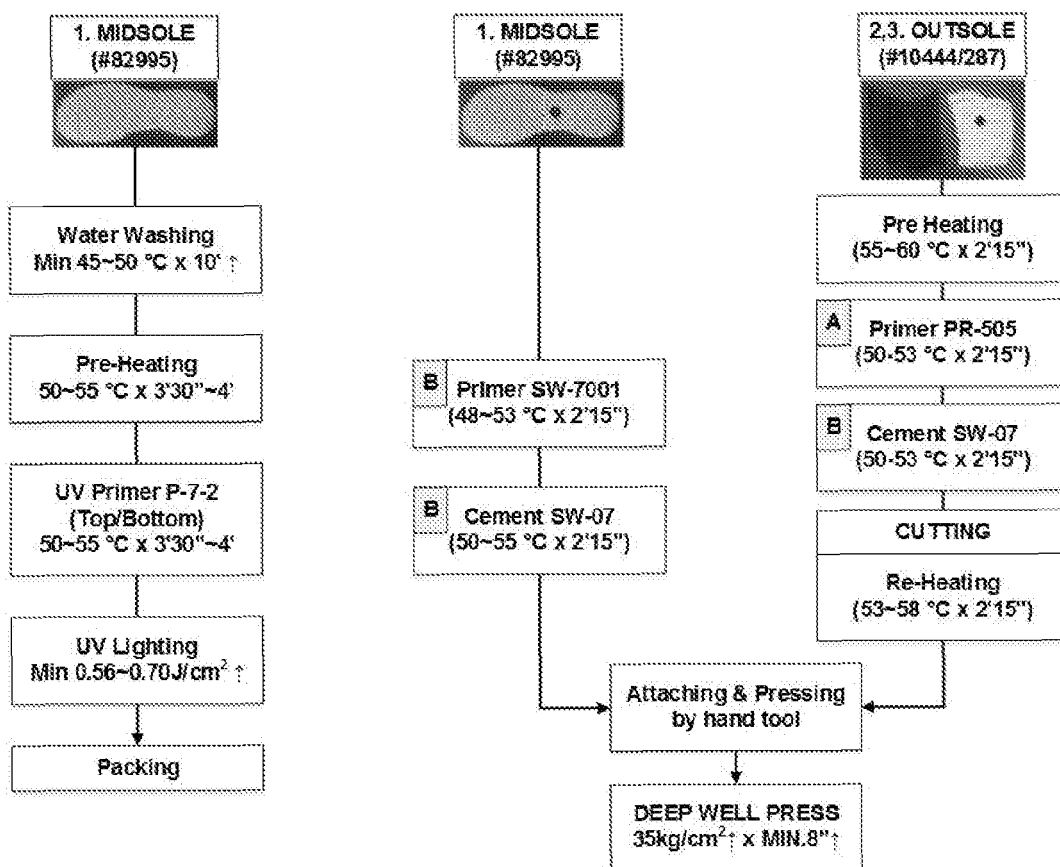 1. MIDSOLE
(#82995)
Water Washing
Min 45~50 °C x 10' ↑
Pre-Heating
50~55 °C x 3'30"~4'
UV Primer P-7-2
(Top/Bottom)
50~55 °C x 3'30"~4'
UV Lighting
Min 0.56~0.70J/cm² ↑
Packing
1. MIDSOLE
(#82995)
B
Primer SW-7001
(48~53 °C x 2'15")
B
Cement SW-07
(50~55 °C x 2'15")
2,3. OUTSOLE
(#10444/287)
Pre Heating
(55~60 °C x 2'15")
A
Primer PR-505
(50-53 °C x 2'15")
B
Cement SW-07
(50-53 °C x 2'15")
CUTTING
Re-Heating
(53~58 °C x 2'15")
Attaching & Pressing
by hand tool
DEEP WELL PRESS
35kg/cm²↑ x MIN.8"↑